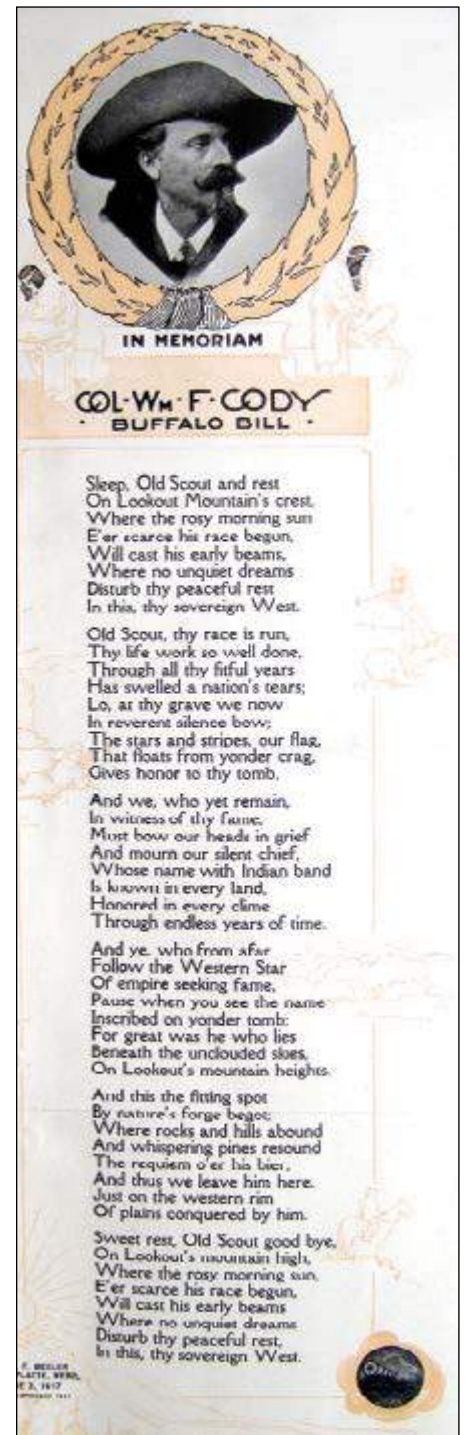 IN MEMORIAM
COL·WM·F·CODY
· BUFFALO BILL ·
Sleep, Old Scout and rest
On Lookout Mountain's crest,
Where the rosy morning sun
E'er scarce his race begun,
Will cast his early beams,
Where no unquiet dreams
Disturb thy peaceful rest
In this, thy sovereign West.
Old Scout, thy race is run,
Thy life work so well done,
Through all thy fitful years
Has swelled a nation's tears;
Lo, at thy grave we now
In reverent silence bow;
The stars and stripes, our flag,
That floats from yonder crag,
Gives honor to thy tomb.
And we, who yet remain,
In witness of thy fame,
Must bow our heads in grief
And mourn our silent chief,
Whose name with Indian band
Is known in every land,
Honored in every clime
Through endless years of time.
And ye, who from afar
Follow the Western Star
Of empire seeking fame,
Pause when you see the name
Inscribed on yonder tomb:
For great was he who lies
Beneath the unclouded skies,
On Lookout's mountain heights.
And this the fitting spot
By nature's forge begot;
Where rocks and hills abound
And whispering pines resound
The requiem o'er his bier,
And thus we leave him here.
Just on the western rim
Of plains conquered by him.
Sweet rest, Old Scout good bye,
On Lookout's mountain high,
Where the rosy morning sun,
E'er scarce his race begun,
Will cast his early beams
Where no unquiet dreams
Disturb thy peaceful rest,
In this, thy sovereign West.
PLATTE, NEBR.
E 3, 1917